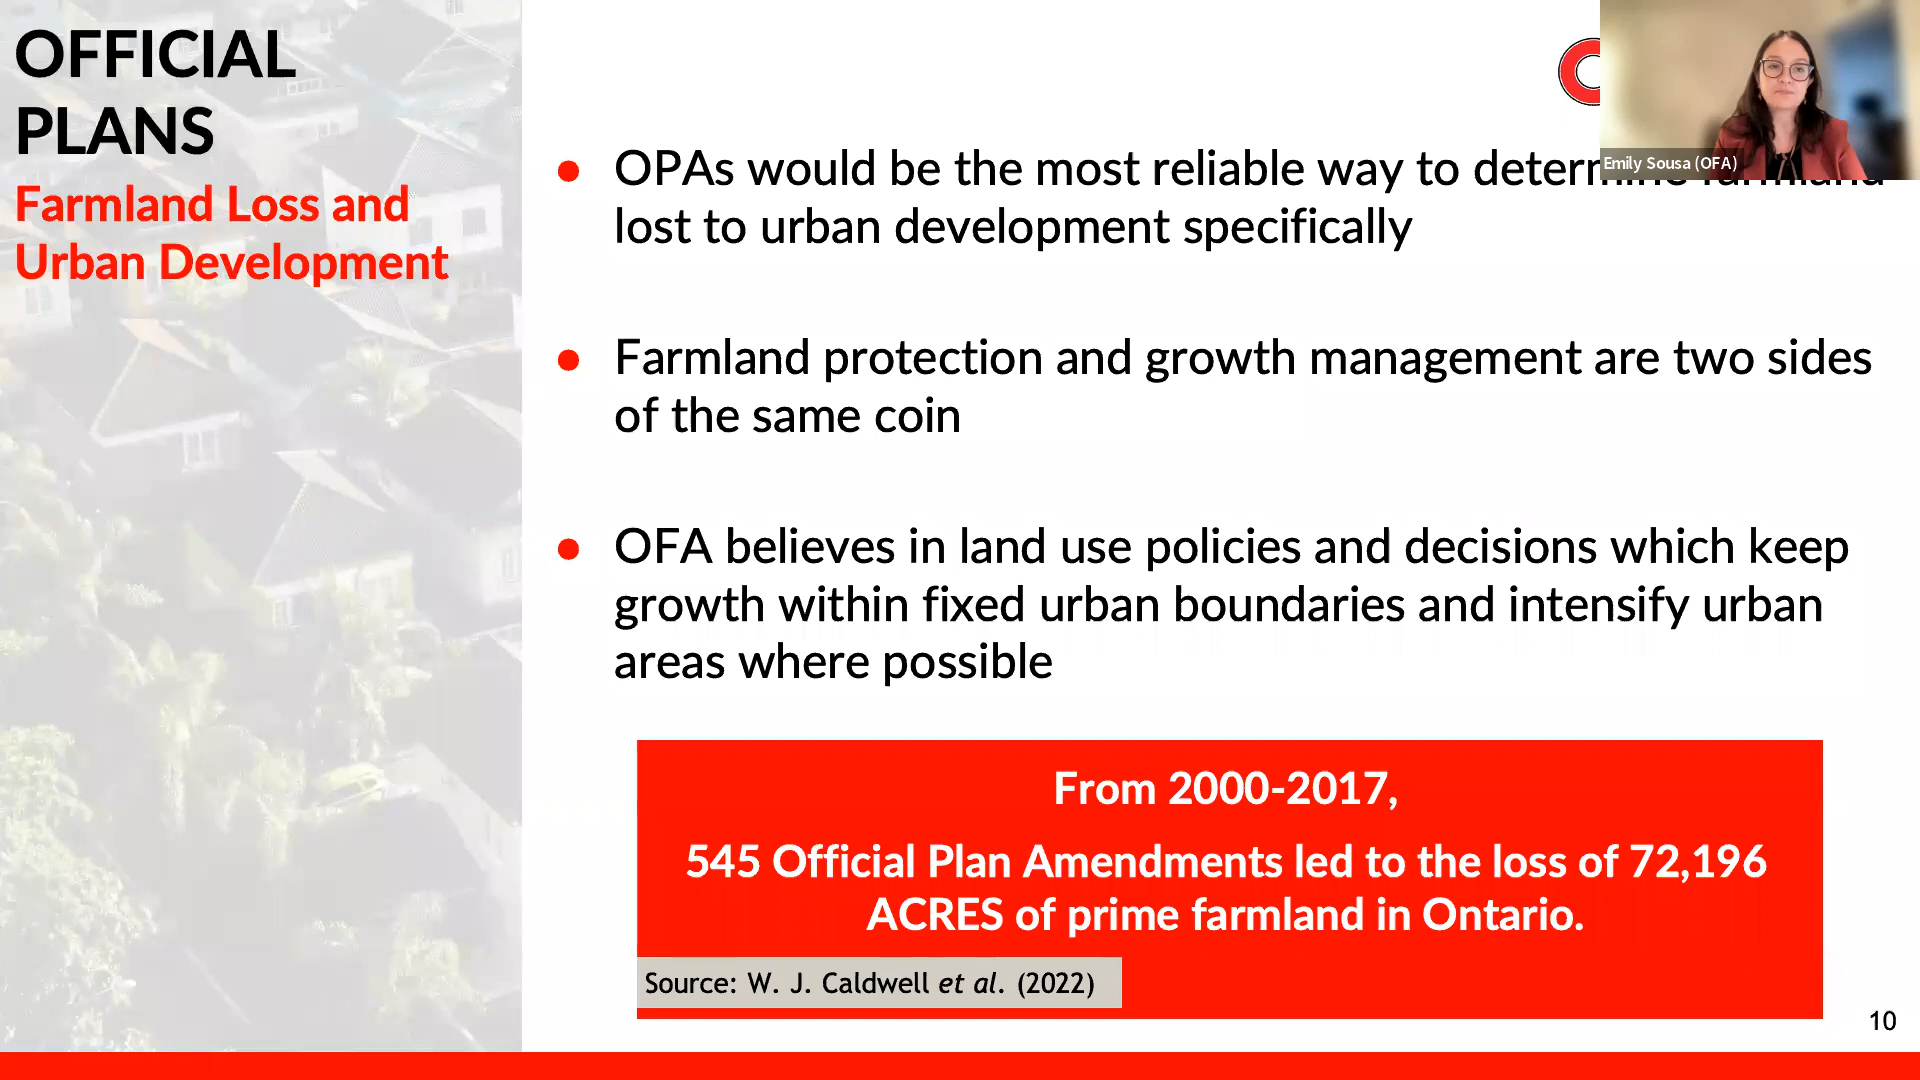 OFFICIAL
PLANS
Farmland Loss and
Urban Development
Emily Sousa (OFA)
• OPAs would be the most reliable way to determine farmland
lost to urban development specifically
• Farmland protection and growth management are two sides
of the same coin
• OFA believes in land use policies and decisions which keep
growth within fixed urban boundaries and intensify urban
areas where possible
From 2000-2017,
545 Official Plan Amendments led to the loss of 72,196
ACRES of prime farmland in Ontario.
Source: W. J. Caldwell et al. (2022)
10